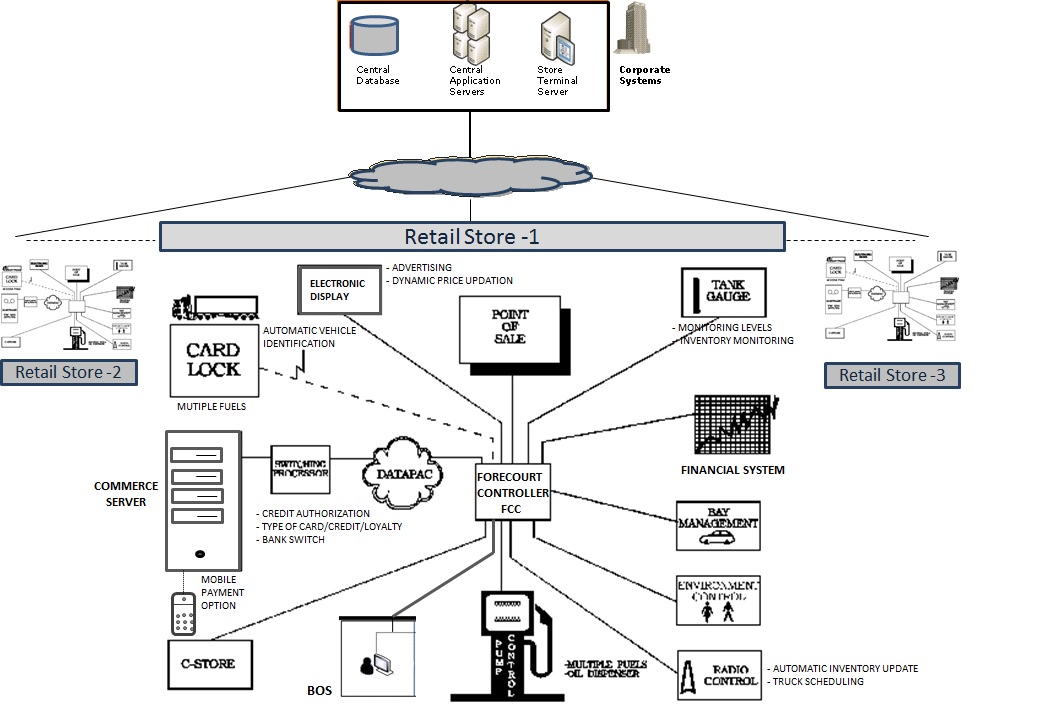 Central
Database
Central
Application
Servers
Store
Terminal
Server
Corporate
Systems
Retail Store -1
ELECTRONIC
DISPLAY
- ADVERTISING
- DYNAMIC PRICE UPDATION
POINT
OF
SALE
TANK
GAUGE
- MONITORING LEVELS
- INVENTORY MONITORING
AUTOMATIC VEHICLE
IDENTIFICATION
CARD
LOCK
MUTIPLE FUELS
CARD
LOCK
Retail Store -2
CARD
LOCK
Retail Store -3
COMMERCE
SERVER
SWITCHING
PROCESSOR
DATAPAC
- CREDIT AUTHORIZATION
- TYPE OF CARD/CREDIT/LOYALTY
- BANK SWITCH
FORECOURT
CONTROLLER
FCC
FINANCIAL SYSTEM
BAY
MANAGEMENT
ENVIRONMENT
CONTROL
MOBILE
PAYMENT
OPTION
C-STORE
BOS
PUMP
CONTROL
-MULTIPLE FUELS
-OIL DISPENSER
RADIO
CONTROL
- AUTOMATIC INVENTORY UPDATE
- TRUCK SCHEDULING